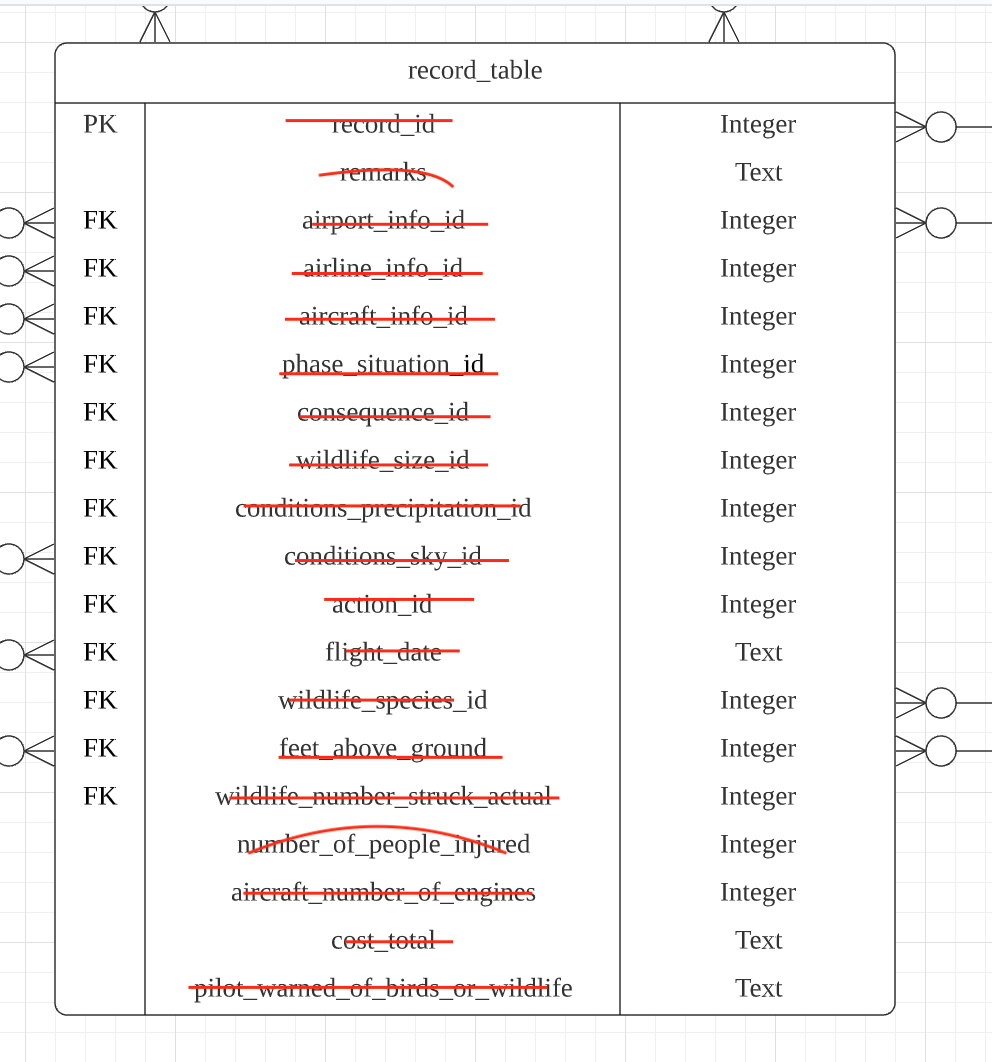 record_table
PK record_id Integer
remarks Text
FK airport_info_id Integer
FK airline_info_id Integer
FK aircraft_info_id Integer
FK phase_situation_id Integer
FK consequence_id Integer
FK wildlife_size_id Integer
FK conditions_precipitation_id Integer
FK conditions_sky_id Integer
FK action_id Integer
FK flight_date Text
FK wildlife_species_id Integer
FK feet_above_ground Integer
FK wildlife_number_struck_actual Integer
number_of_people_injured Integer
aircraft_number_of_engines Integer
cost_total Text
pilot_warned_of_birds_or_wildlife Text